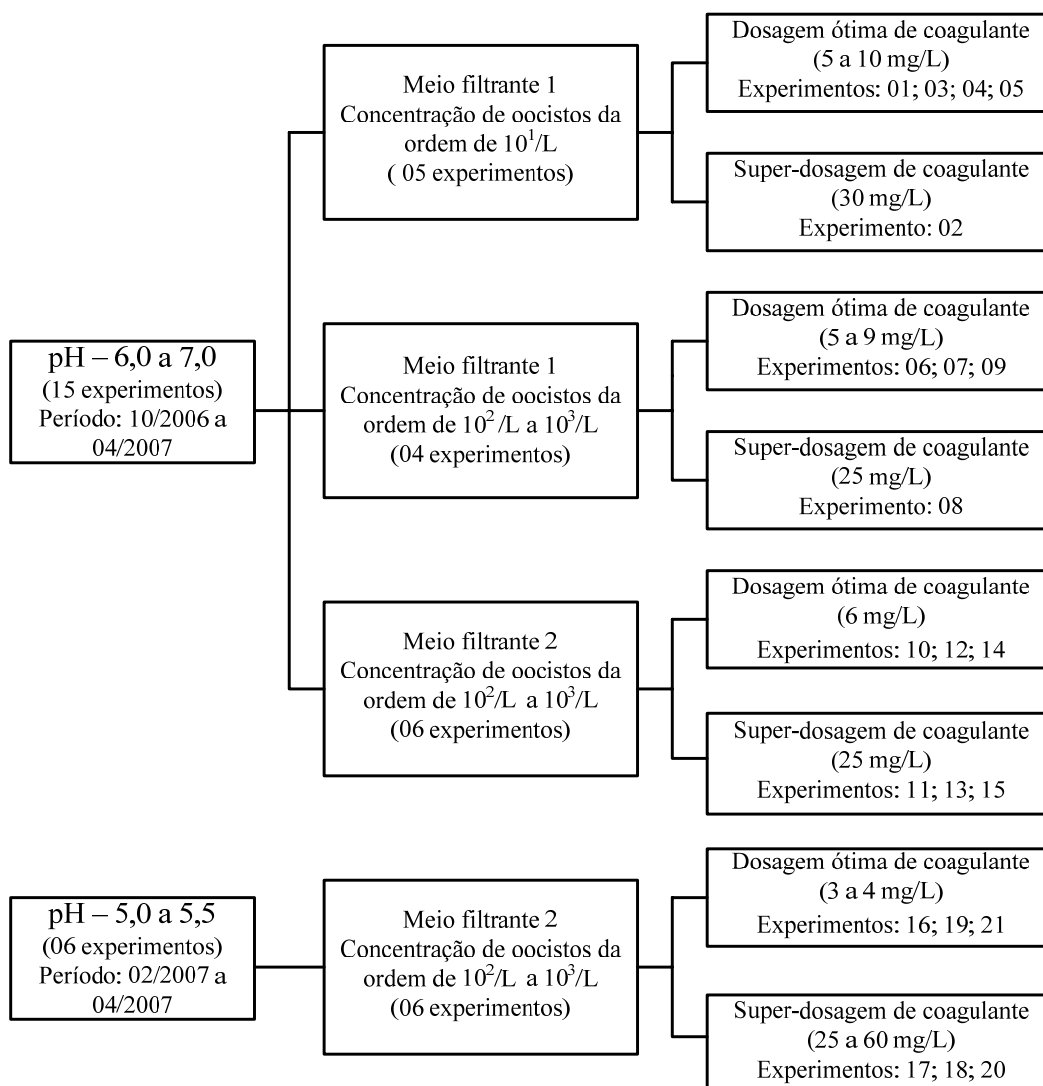 pH – 6,0 a 7,0
(15 experimentos)
Período: 10/2006 a
04/2007
Meio filtrante 1
Concentração de oocistos da
ordem de 10¹/L
( 05 experimentos)
Dosagem ótima de coagulante
(5 a 10 mg/L)
Experimentos: 01; 03; 04; 05
Super-dosagem de coagulante
(30 mg/L)
Experimento: 02
Meio filtrante 1
Concentração de oocistos da
ordem de 10² /L a 10³/L
(04 experimentos)
Dosagem ótima de coagulante
(5 a 9 mg/L)
Experimentos: 06; 07; 09
Super-dosagem de coagulante
(25 mg/L)
Experimento: 08
Meio filtrante 2
Concentração de oocistos da
ordem de 10²/L a 10³/L
(06 experimentos)
Dosagem ótima de coagulante
(6 mg/L)
Experimentos: 10; 12; 14
Super-dosagem de coagulante
(25 mg/L)
Experimentos: 11; 13; 15
pH – 5,0 a 5,5
(06 experimentos)
Período: 02/2007 a
04/2007
Meio filtrante 2
Concentração de oocistos da
ordem de 10²/L a 10³/L
(06 experimentos)
Dosagem ótima de coagulante
(3 a 4 mg/L)
Experimentos: 16; 19; 21
Super-dosagem de coagulante
(25 a 60 mg/L)
Experimentos: 17; 18; 20